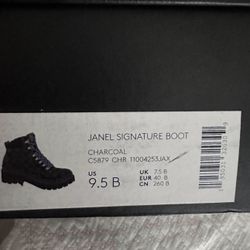 JANEL SIGNATURE BOOT
CHARCOAL
C5879 CHR 11004253JAX
US
9.5 B
UK 7.5 B
EUR 40 B
CN 260 B